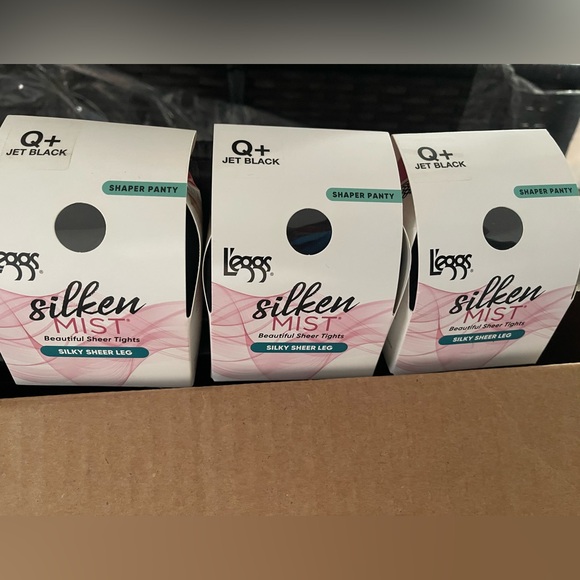 Q+
JET BLACK
SHAPER PANTY
eggs®
silken
MIST®
Beautiful Sheer Tights
SILKY SHEER LEG
Q+
JET BLACK
SHAPER PANTY
L'eggs®
silken
MIST®
Beautiful Sheer Tights
SILKY SHEER LEG
Q+
JET BLACK
SHAPER PANTY
L'eggs®
silken
MIST®
Beautiful Sheer Tights
SILKY SHEER LEG